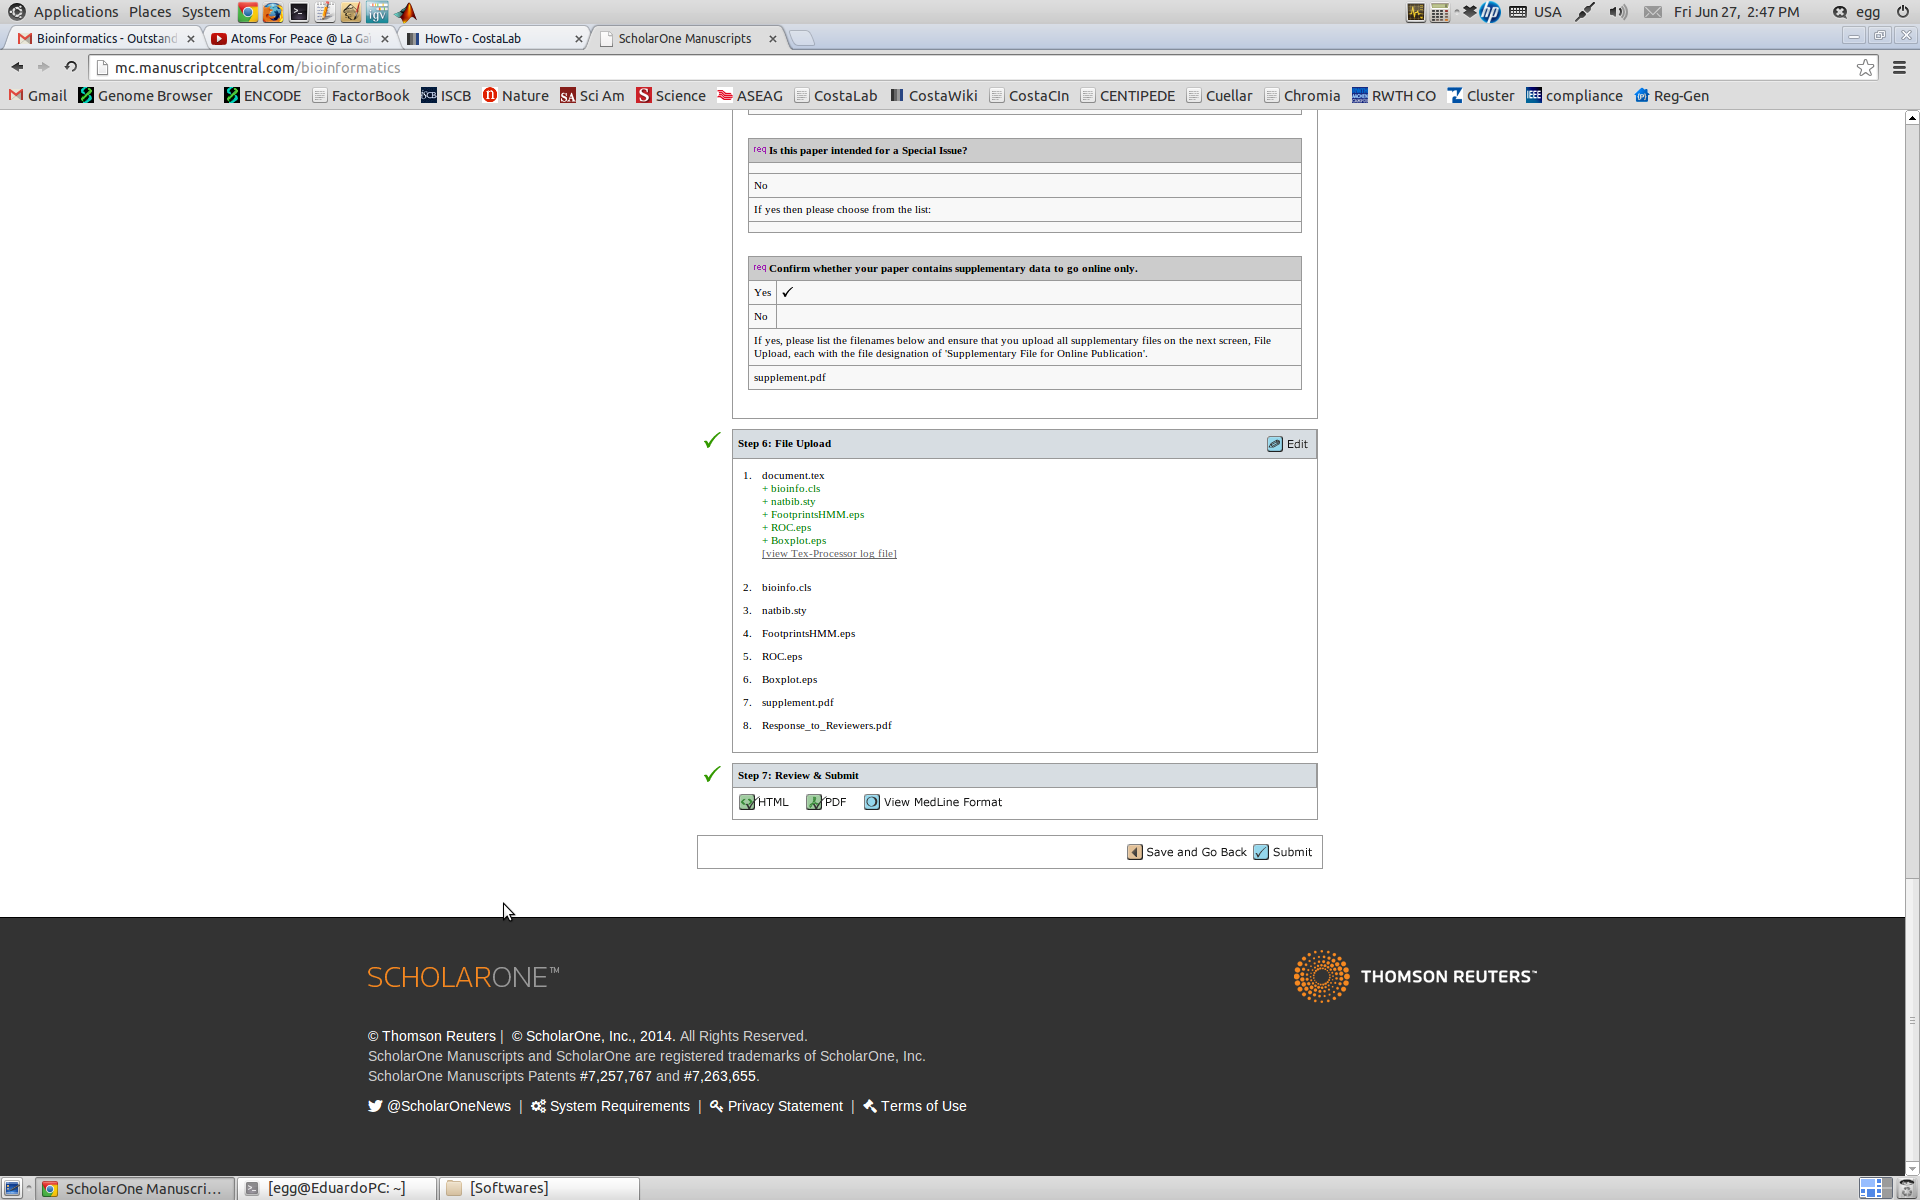 Applications Places System
USA Fri Jun 27, 2:47 PM egg
Bioinformatics - Outstand
Atoms For Peace @ La Ga
HowTo - CostaLab
ScholarOne Manuscripts
mc.manuscriptcentral.com/bioinformatics
Gmail Genome Browser ENCODE FactorBook ISCB Nature Sci Am Science ASEAG CostaLab CostaWiki CostaCIn CENTIPEDE Cuellar Chromia RWTH CO Cluster compliance Reg-Gen
req Is this paper intended for a Special Issue?
No
If yes then please choose from the list:
req Confirm whether your paper contains supplementary data to go online only.
Yes ✓
No
If yes, please list the filenames below and ensure that you upload all supplementary files on the next screen, File
Upload, each with the file designation of 'Supplementary File for Online Publication'.
supplement.pdf
Step 6: File Upload Edit
1. document.tex
+ bioinfo.cls
+ natbib.sty
+ FootprintsHMM.eps
+ ROC.eps
+ Boxplot.eps
[view Tex-Processor log file]
2. bioinfo.cls
3. natbib.sty
4. FootprintsHMM.eps
5. ROC.eps
6. Boxplot.eps
7. supplement.pdf
8. Response_to_Reviewers.pdf
Step 7: Review & Submit
HTML PDF View MedLine Format
Save and Go Back Submit
SCHOLARONE™
THOMSON REUTERS™
© Thomson Reuters | © ScholarOne, Inc., 2014. All Rights Reserved.
ScholarOne Manuscripts and ScholarOne are registered trademarks of ScholarOne, Inc.
ScholarOne Manuscripts Patents #7,257,767 and #7,263,655.
@ScholarOneNews | System Requirements | Privacy Statement | Terms of Use
ScholarOne Manuscri... [egg@EduardoPC: ~] [Softwares]